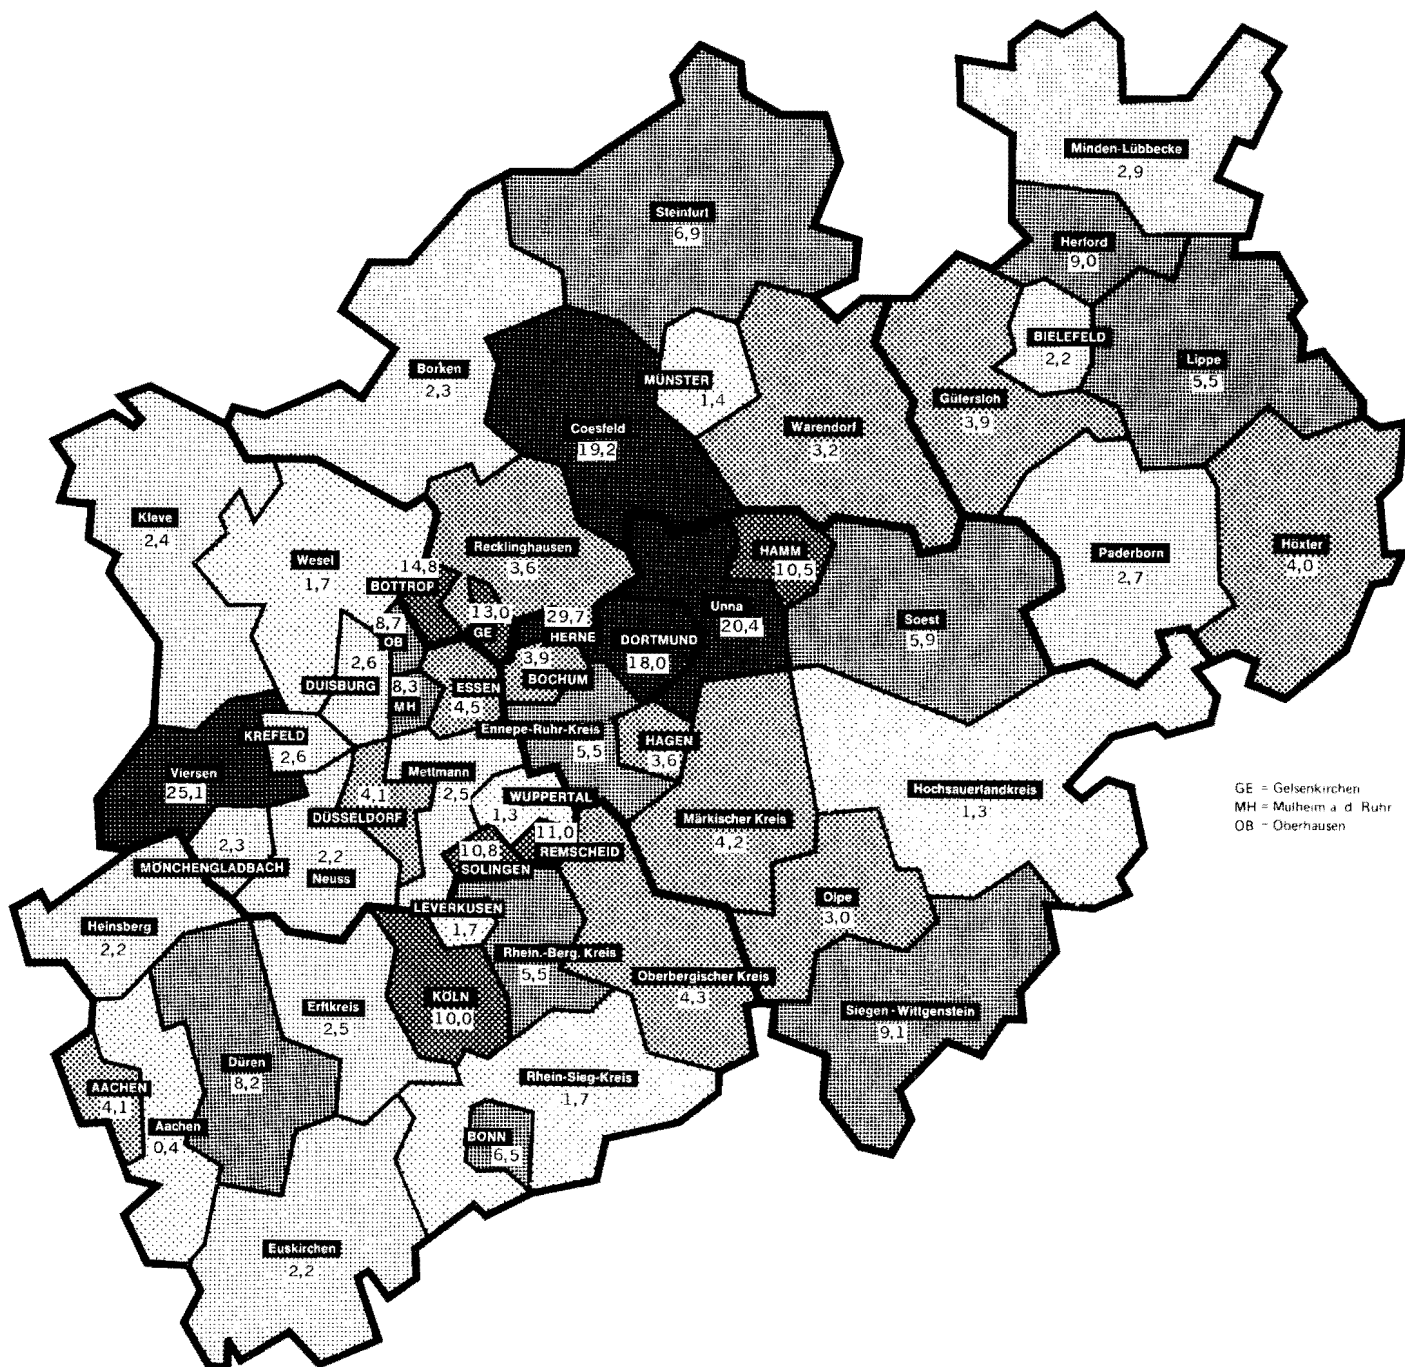 Minden-Lübbecke
2,9
Steinfurt
6,9
Herford
9,0
BIELEFELD
2,2
Lippe
5,5
Borken
2,3
MÜNSTER
1,4
Gülersloh
3,9
Coesfeld
19,2
Warendorf
3,2
Kleve
2,4
Wesel
1,7
Recklinghausen
3,6
HAMM
10,5
Paderborn
2,7
Höxter
4,0
14,8
BOTTROP
13,0
GE
29,7
HERNE
Unna
20,4
Soest
5,9
8,7
OB
DORTMUND
18,0
3,9
BOCHUM
2,6
DUISBURG
8,3
MH
ESSEN
4,5
KREFELD
2,6
Ennepe-Ruhr-Kreis
5,5
HAGEN
3,6
Viersen
25,1
Mettmann
2,5
4,1
DÜSSELDORF
WUPPERTAL
1,3
Hochsauerlandkreis
1,3
GE = Gelsenkirchen
MH = Mulheim a d Ruhr
OB = Oberhausen
Märkischer Kreis
4,2
11,0
REMSCHEID
10,8
SOLINGEN
2,3
MÖNCHENGLADBACH
2,2
Neuss
LEVERKUSEN
1,7
Olpe
3,0
Heinsberg
2,2
Rhein.-Berg. Kreis
5,5
Oberbergischer Kreis
4,3
KÖLN
10,0
Erftkreis
2,5
Siegen-Wittgenstein
9,1
Düren
8,2
AACHEN
4,1
Rhein-Sieg-Kreis
1,7
Aachen
0,4
BONN
6,5
Euskirchen
2,2